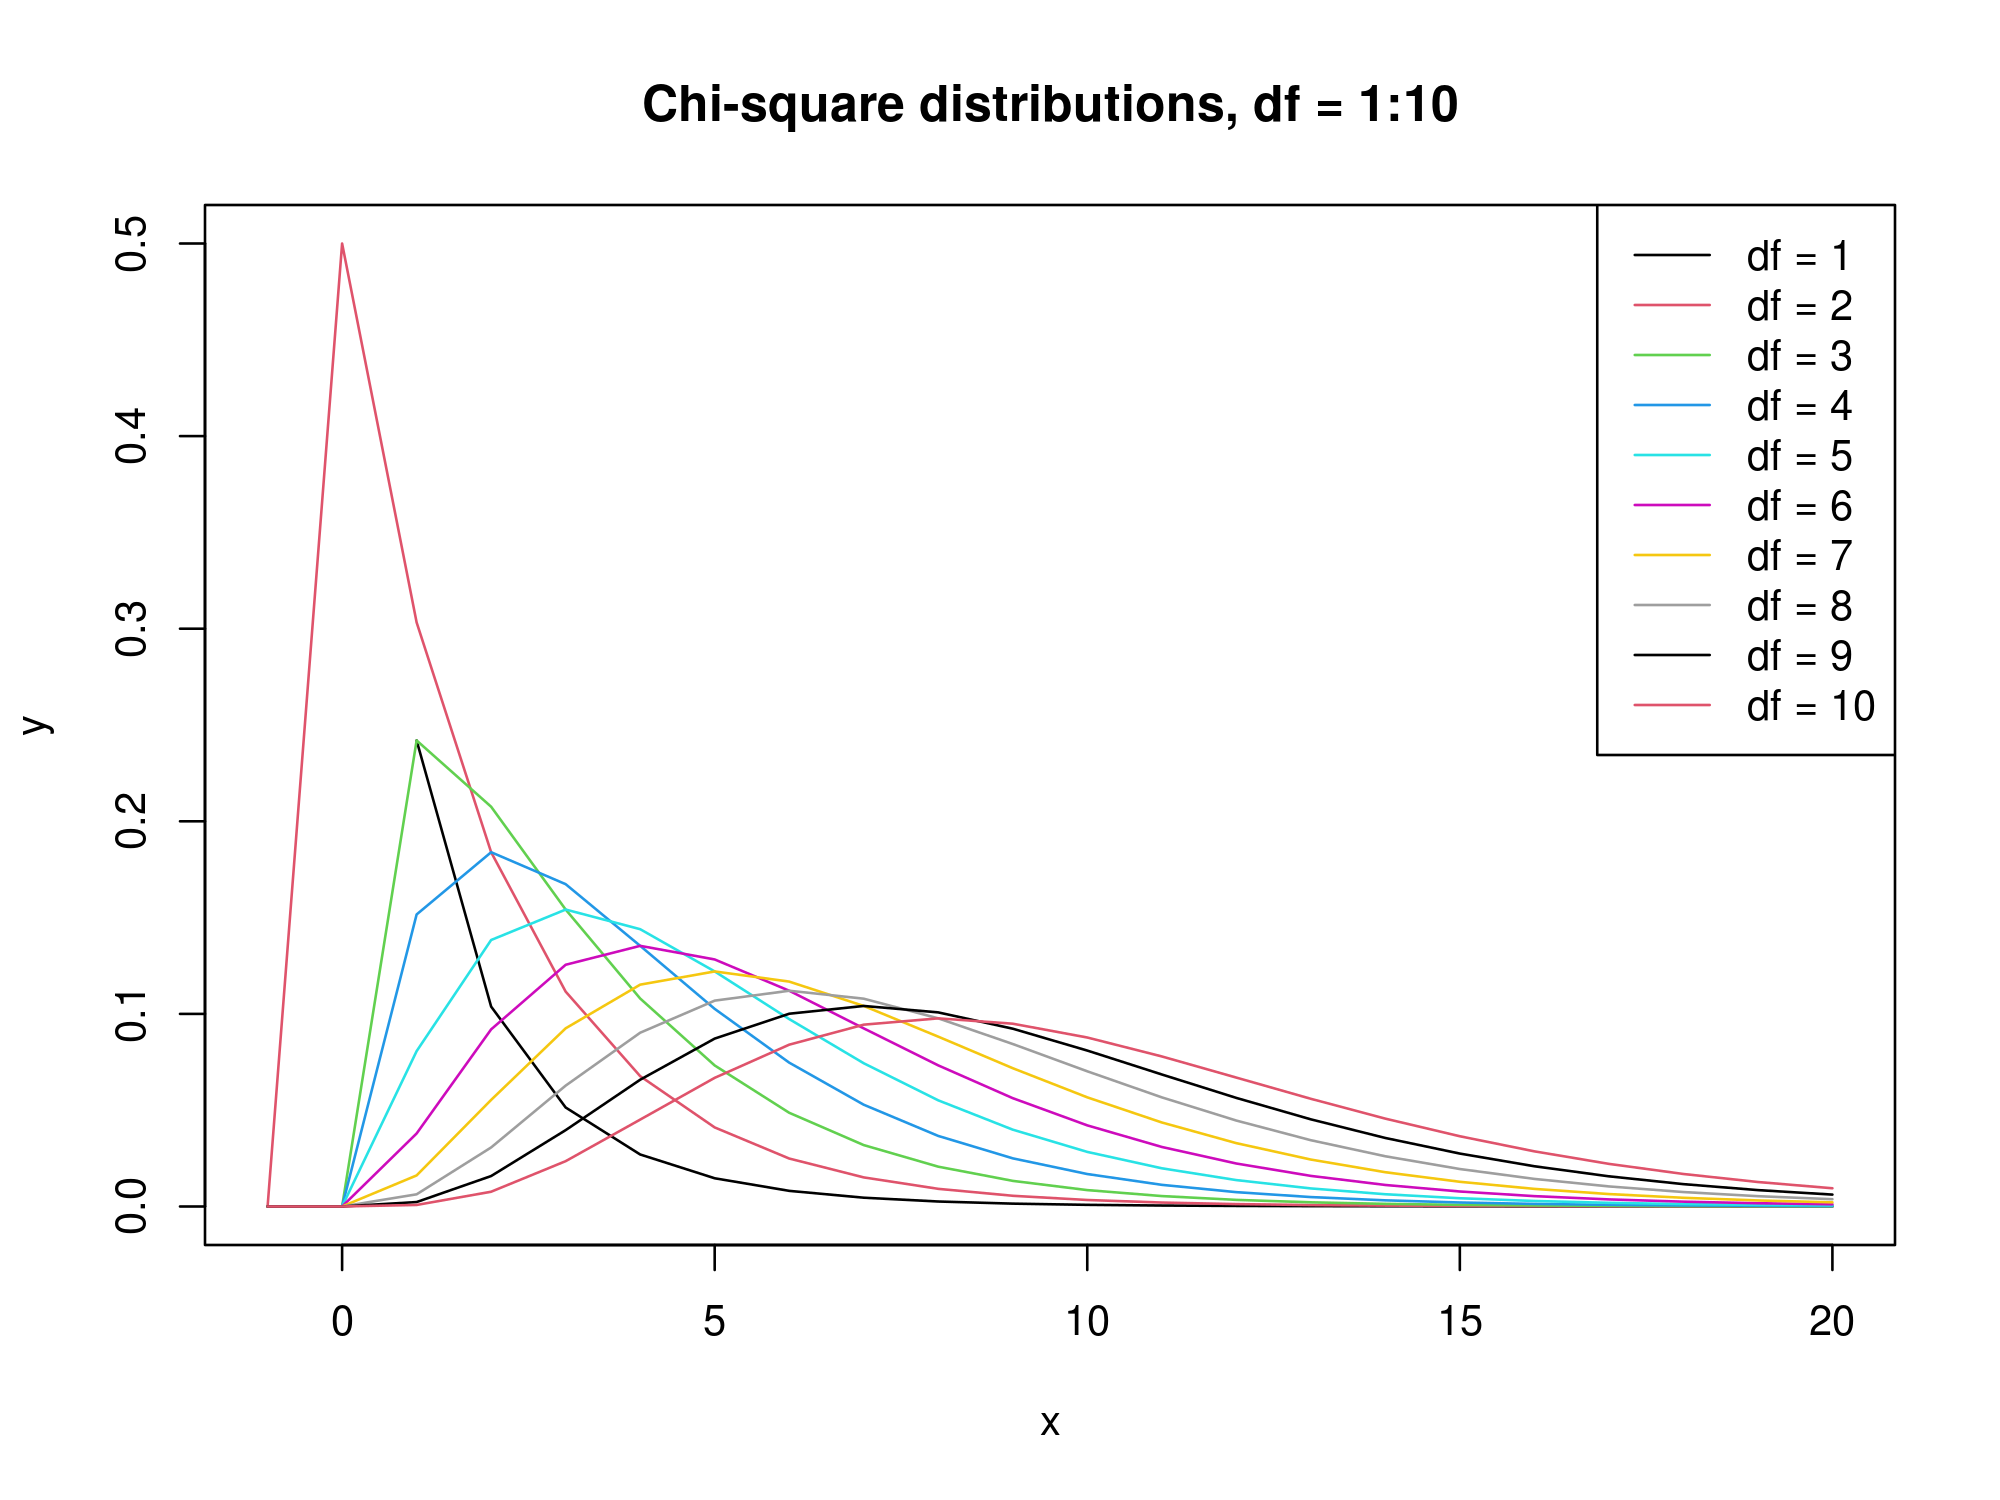 Chi-square distributions, df = 1:10
0.5
0.4
0.3
0.2
0.1
0.0
y
df = 1
df = 2
df = 3
df = 4
df = 5
df = 6
df = 7
df = 8
df = 9
df = 10
0 5 10 15 20
x